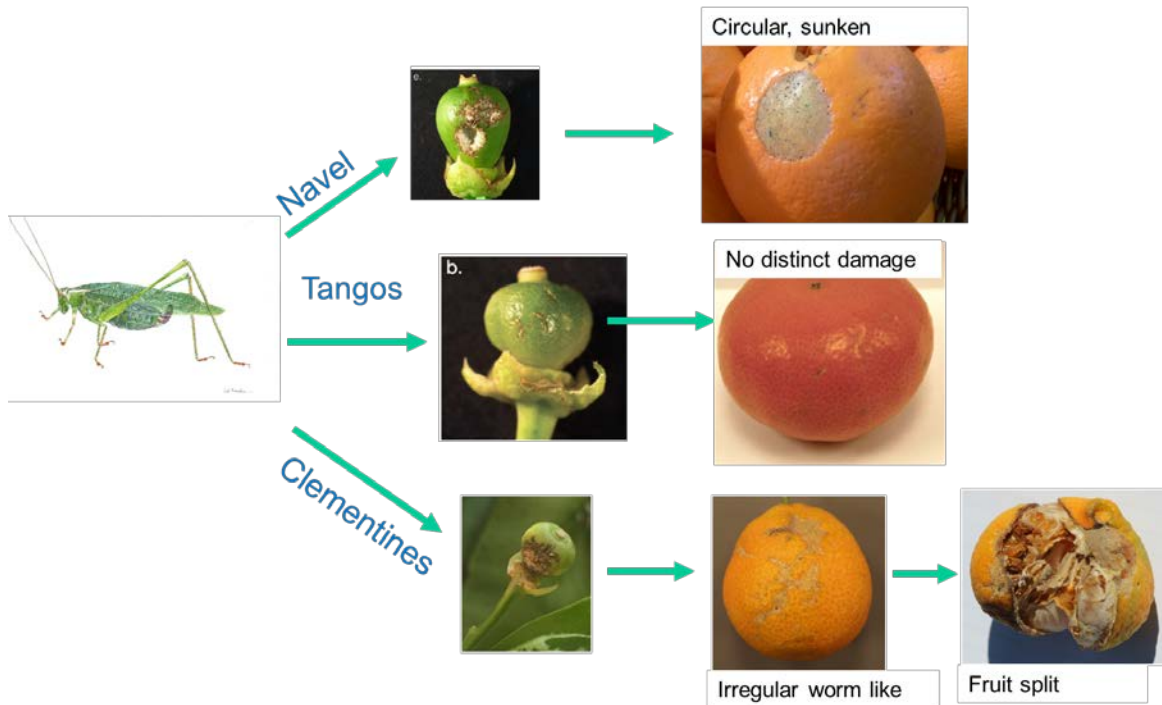 Circular, sunken
c.
Navel
No distinct damage
b.
Tangos
Clementines
Irregular worm like
Fruit split